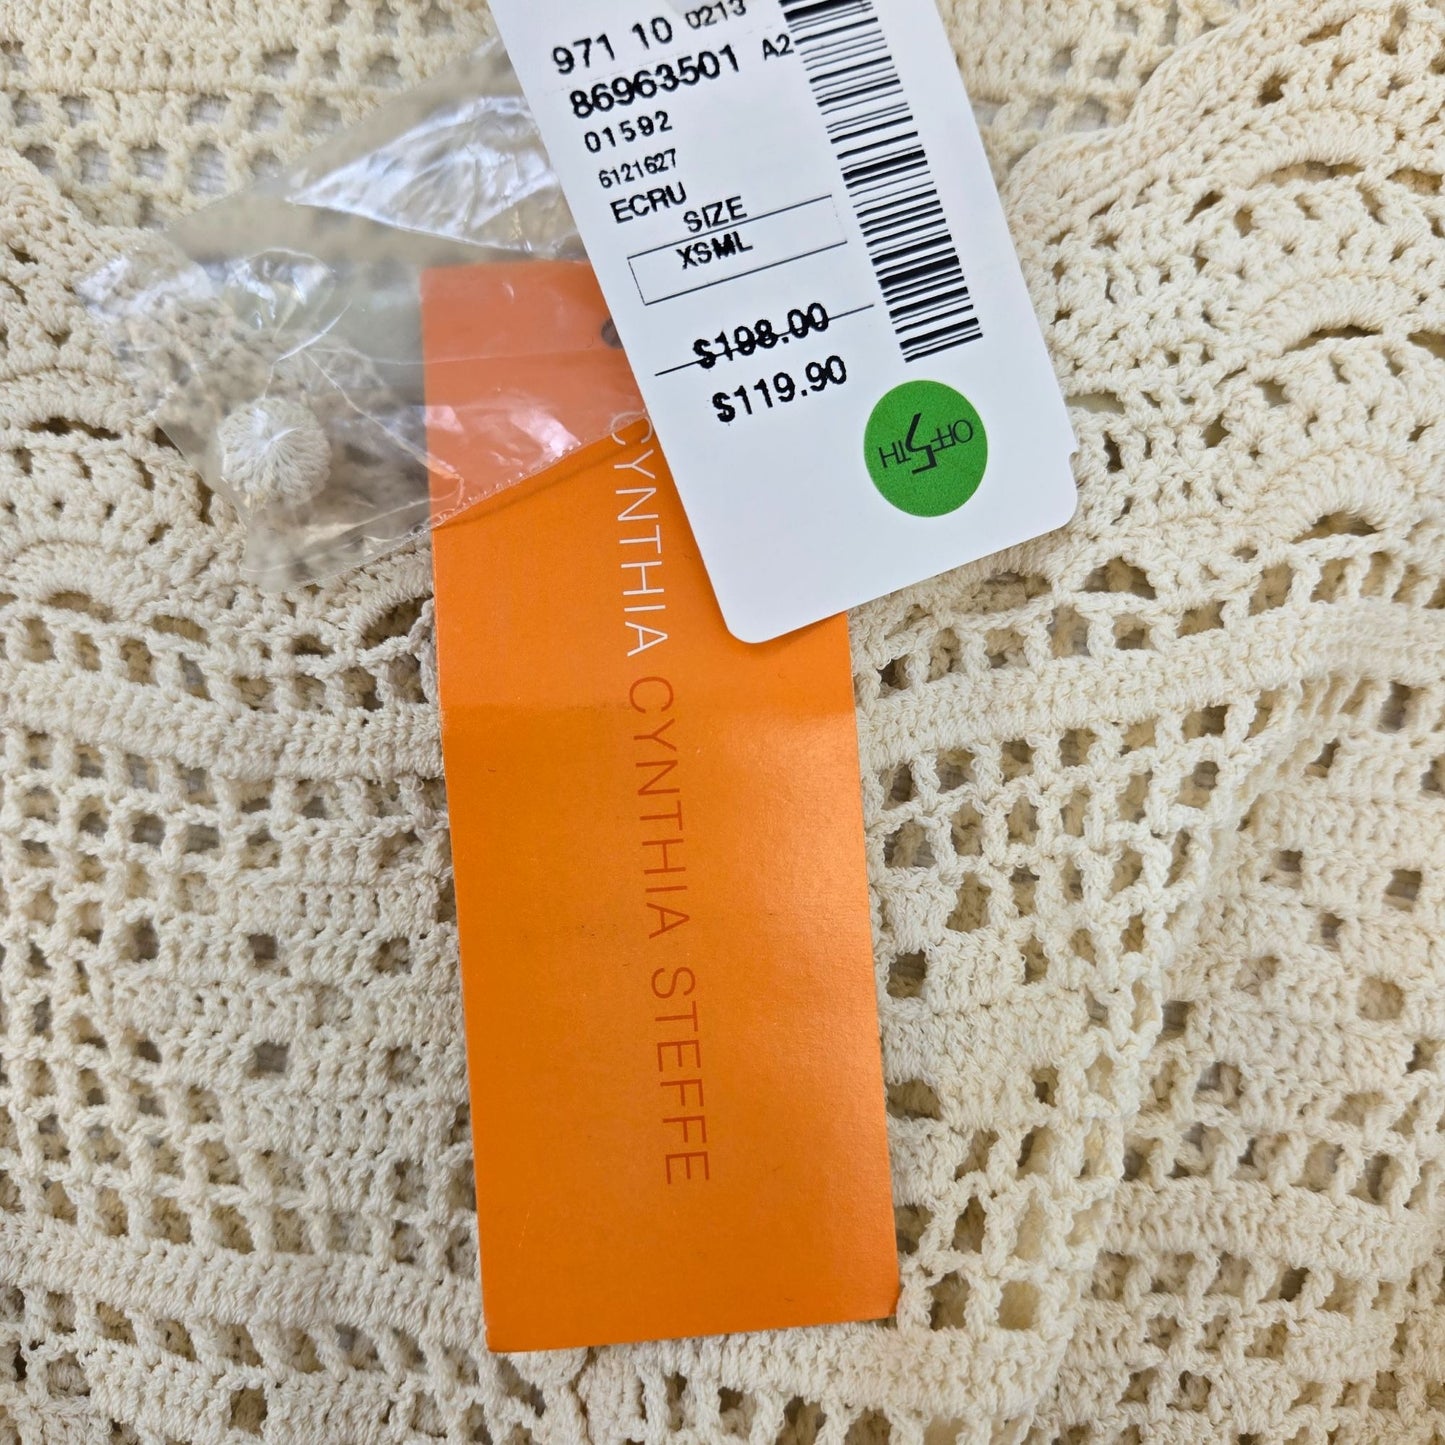 971 10 0213
86963501 A2
01592
6121627
ECRU
SIZE
XSML
$198.00
$119.90
OFF 5TH
CYNTHIA CYNTHIA STEFFE